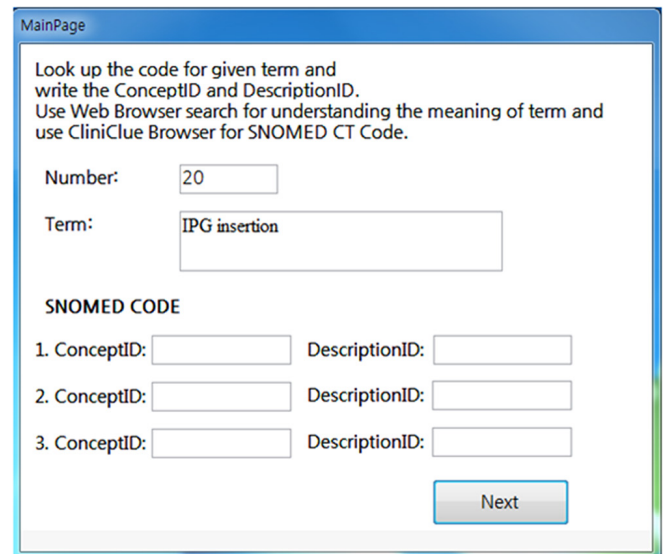 MainPage
Look up the code for given term and
write the ConceptID and DescriptionID.
Use Web Browser search for understanding the meaning of term and
use CliniClue Browser for SNOMED CT Code.
Number: 20
Term: IPG insertion
SNOMED CODE
1. ConceptID: DescriptionID:
2. ConceptID: DescriptionID:
3. ConceptID: DescriptionID:
Next